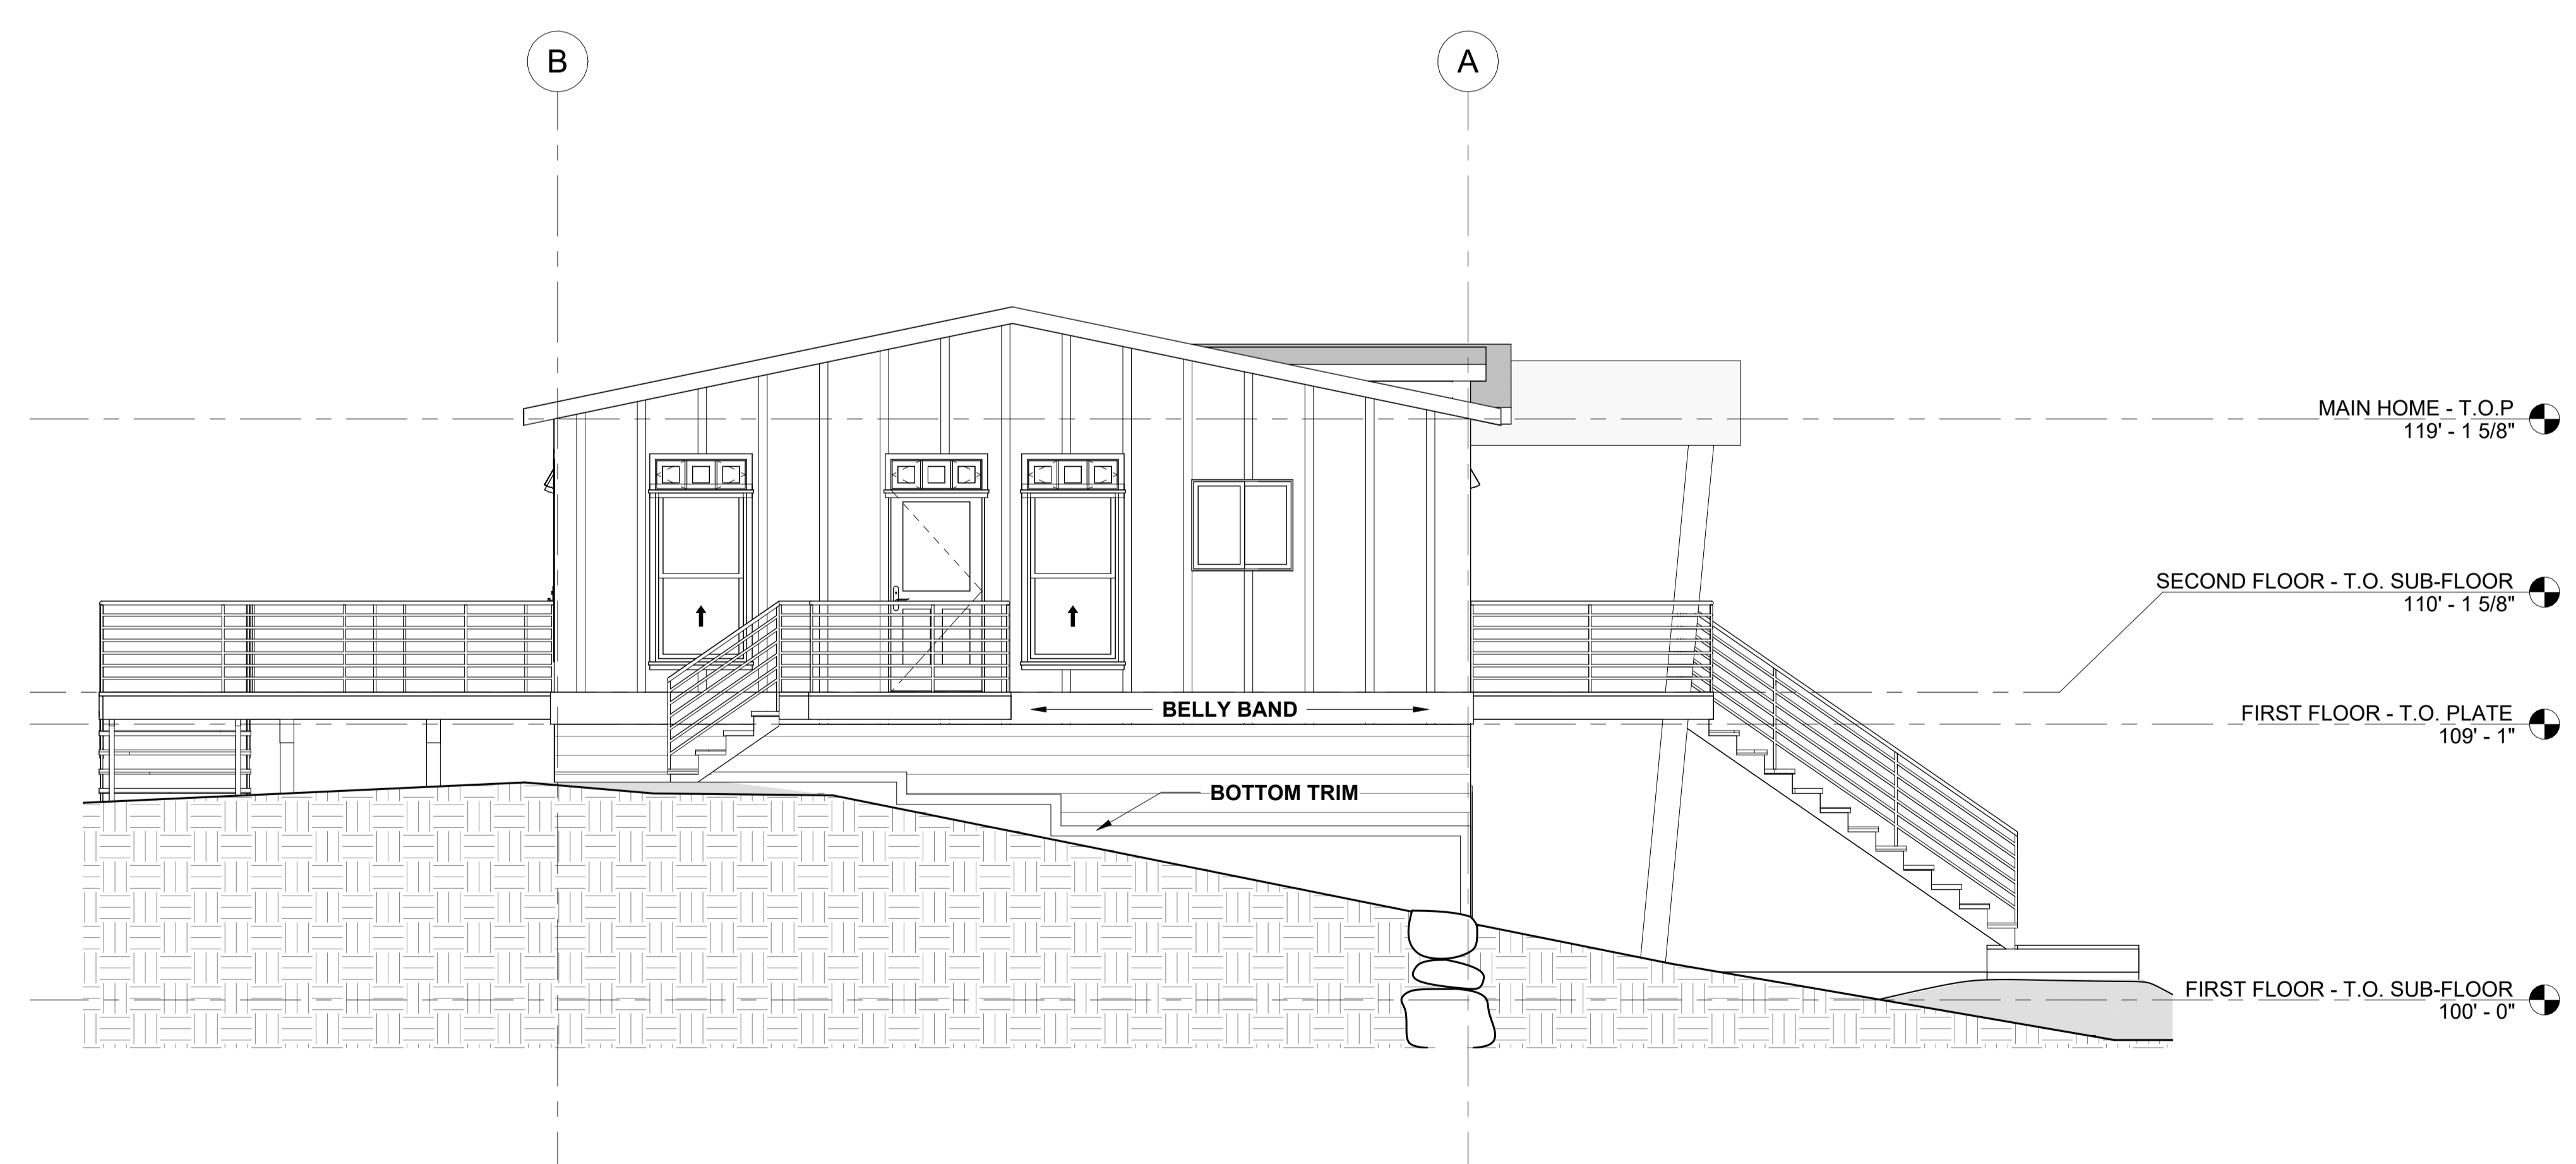 B
A
MAIN HOME - T.O.P
119' - 1 5/8"
SECOND FLOOR - T.O. SUB-FLOOR
110' - 1 5/8"
BELLY BAND
FIRST FLOOR - T.O. PLATE
109' - 1"
BOTTOM TRIM
FIRST FLOOR - T.O. SUB-FLOOR
100' - 0"